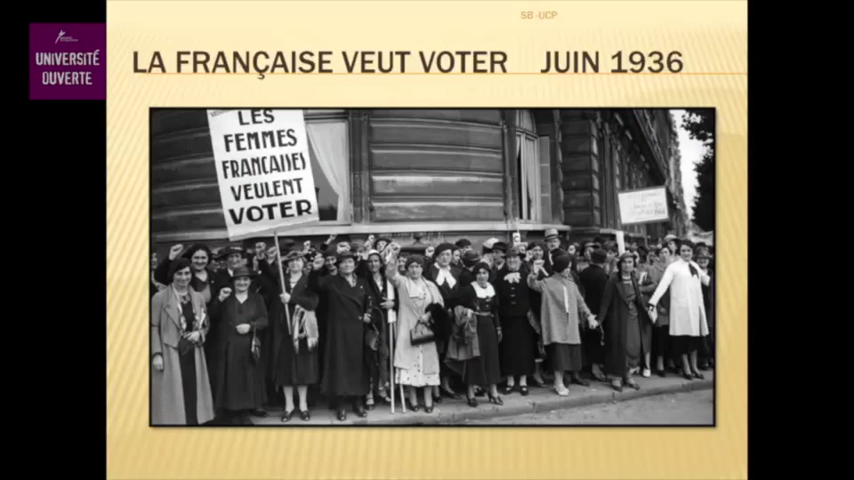 SB -UCP
UNIVERSITÉ
OUVERTE
LA FRANÇAISE VEUT VOTER JUIN 1936
LES
FEMMES
FRANÇAISES
VEULENT
VOTER